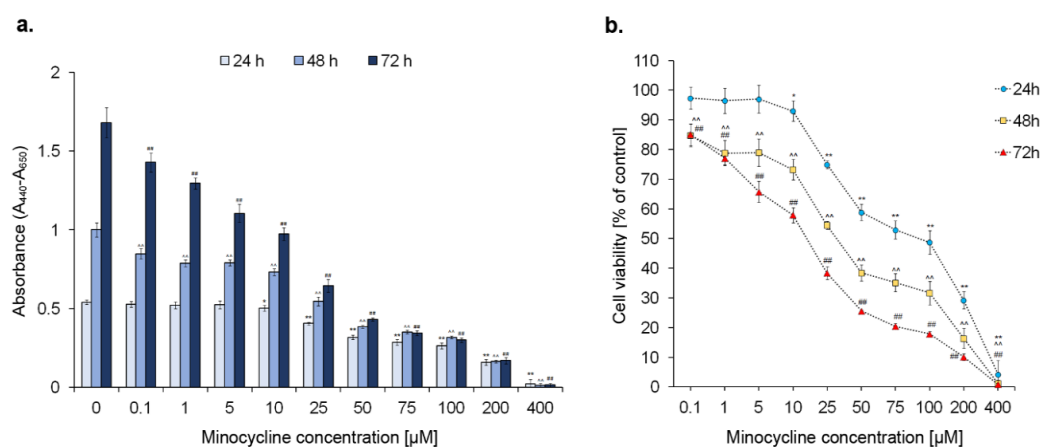 a.
24 h 48 h 72 h
2
1.5
1
0.5
0
Absorbance (A440-A650)
## ^^ ## ^^ ## ^^ ## ^^ ## * ^^ ## ** ^^ ## ** ^^ ## ** ^^ ## ** ^^ ## ** ^^ ## ** ^^ ##
0 0.1 1 5 10 25 50 75 100 200 400
Minocycline concentration [µM]
b.
110
100
90
80
70
60
50
40
30
20
10
0
Cell viability [% of control]
24h
48h
72h
* ** ** ** ** ** **
^^ ^^ ^^ ^^ ^^ ^^ ^^ ^^ ^^ ^^
## ## ## ## ## ## ## ## ## ##
0.1 1 5 10 25 50 75 100 200 400
Minocycline concentration [µM]